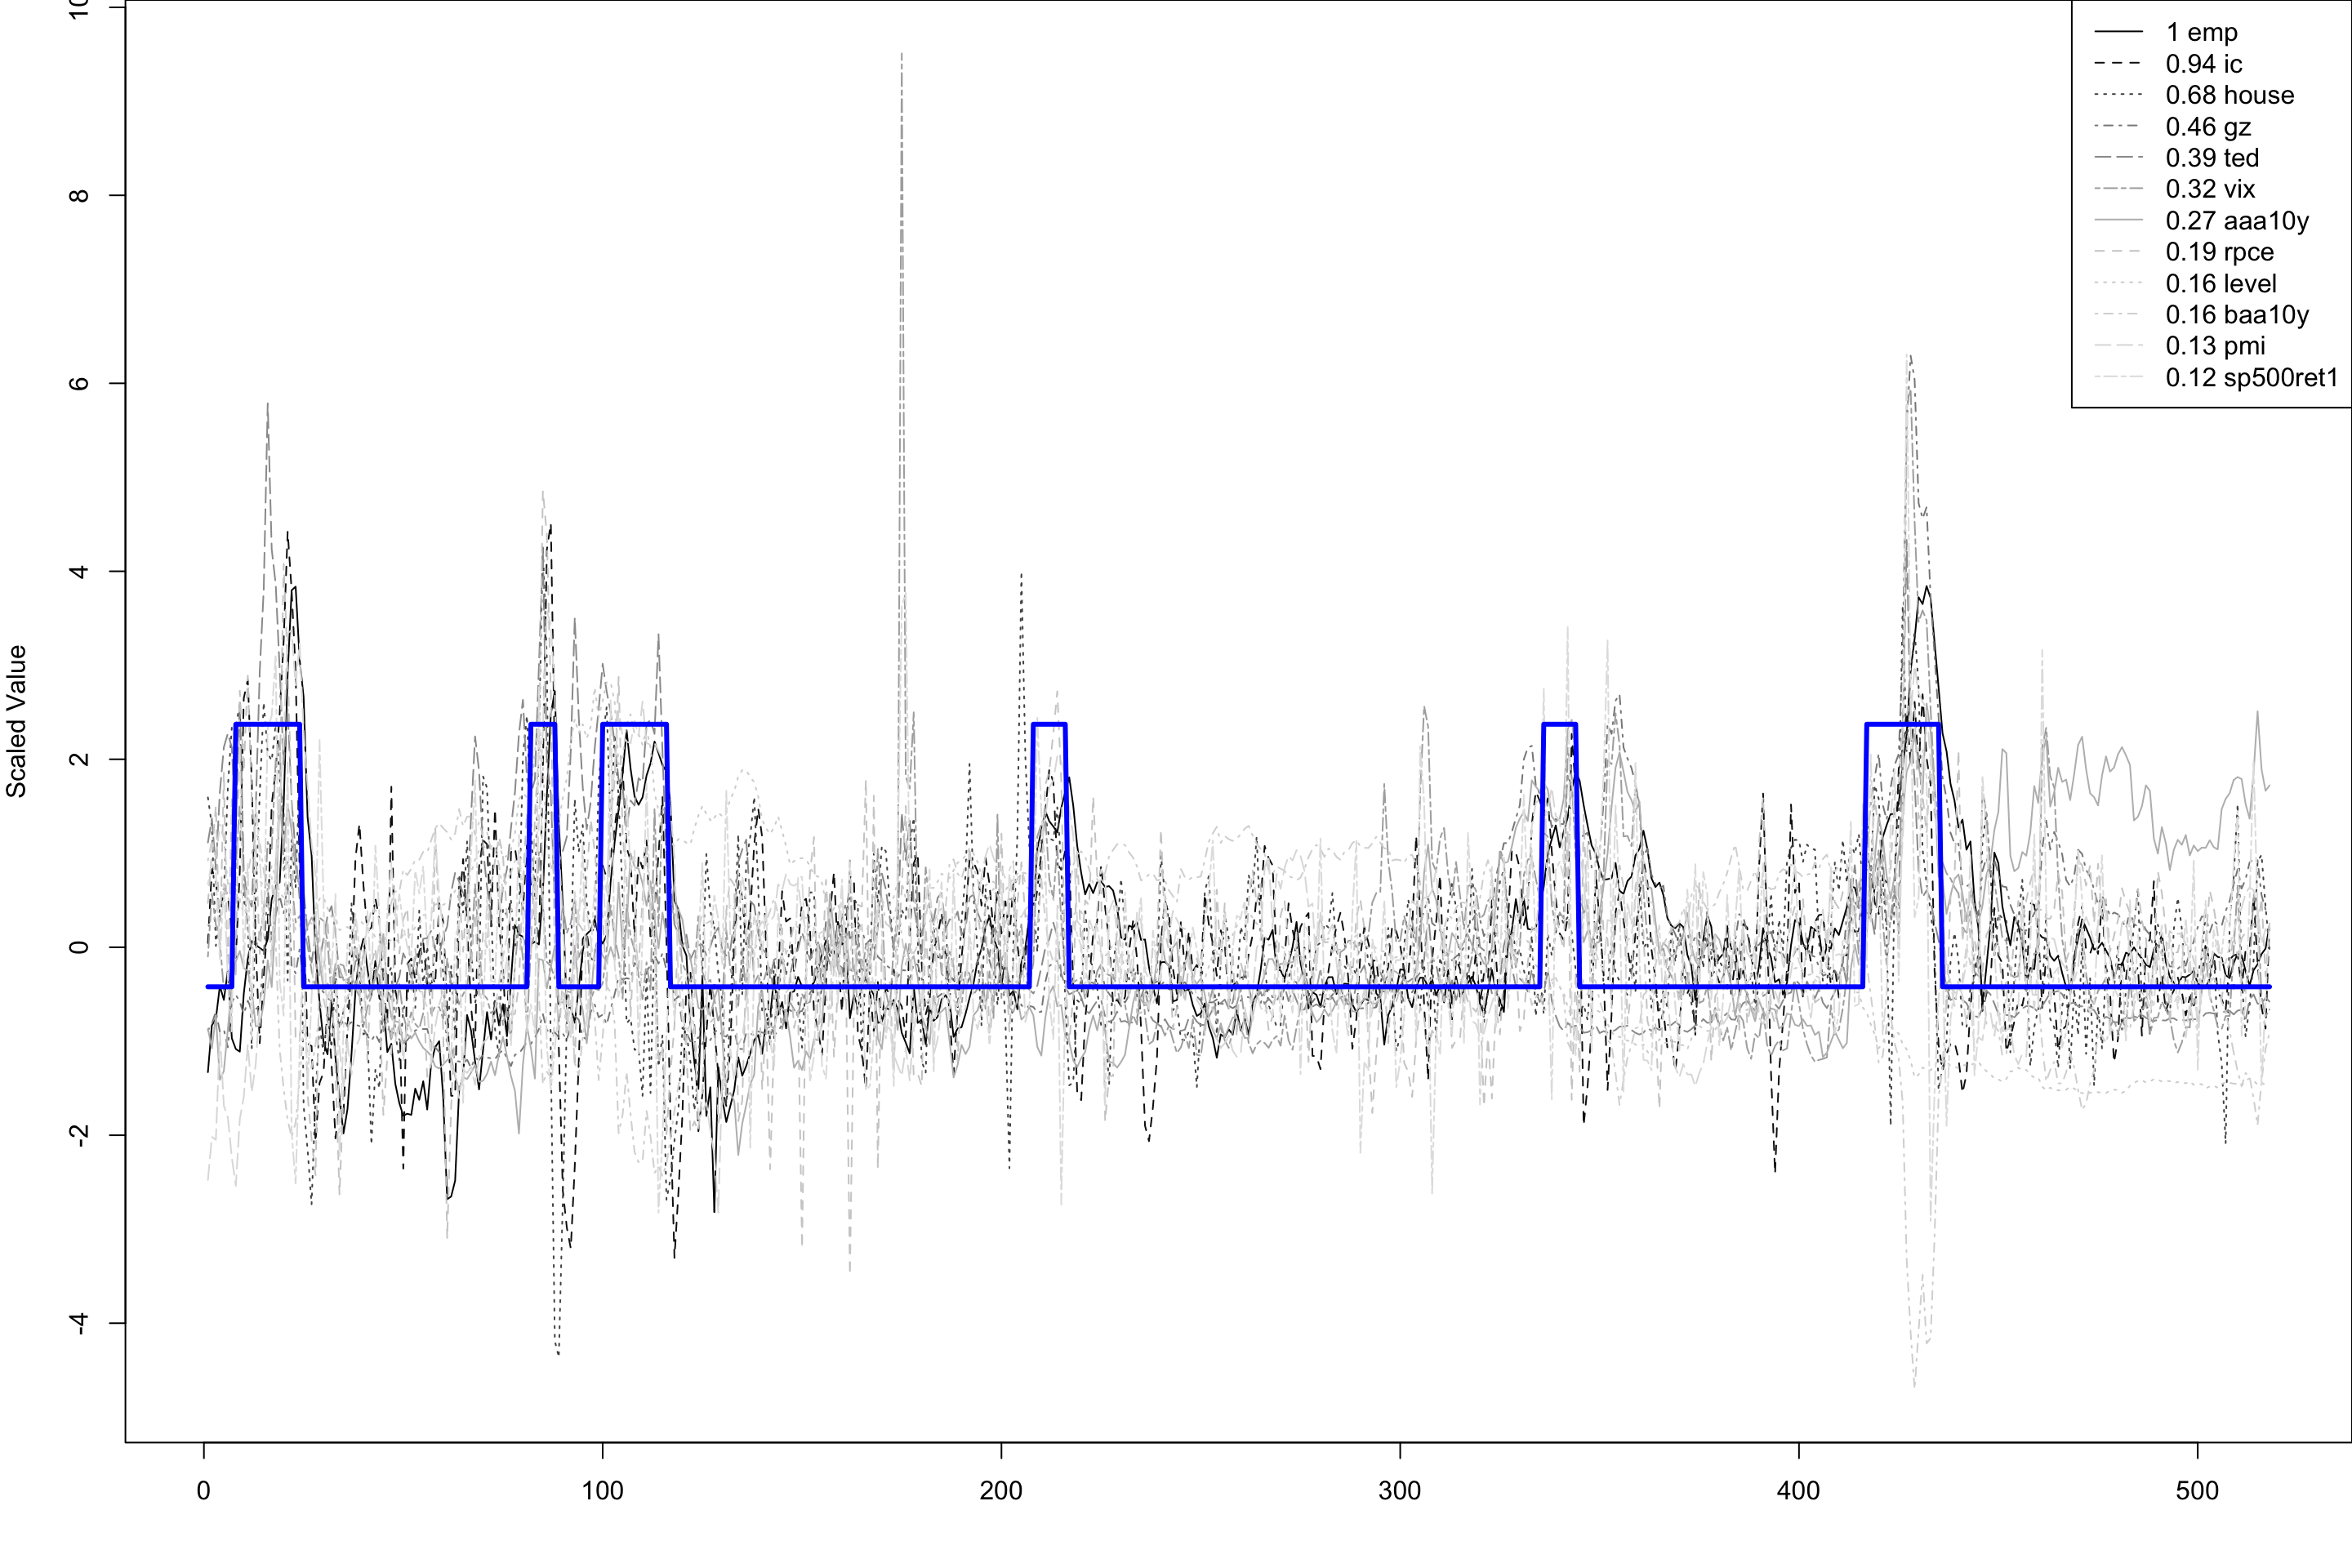 10
8
6
4
2
0
-2
-4
Scaled Value
0 100 200 300 400 500
1 emp
0.94 ic
0.68 house
0.46 gz
0.39 ted
0.32 vix
0.27 aaa10y
0.19 rpce
0.16 level
0.16 baa10y
0.13 pmi
0.12 sp500ret1